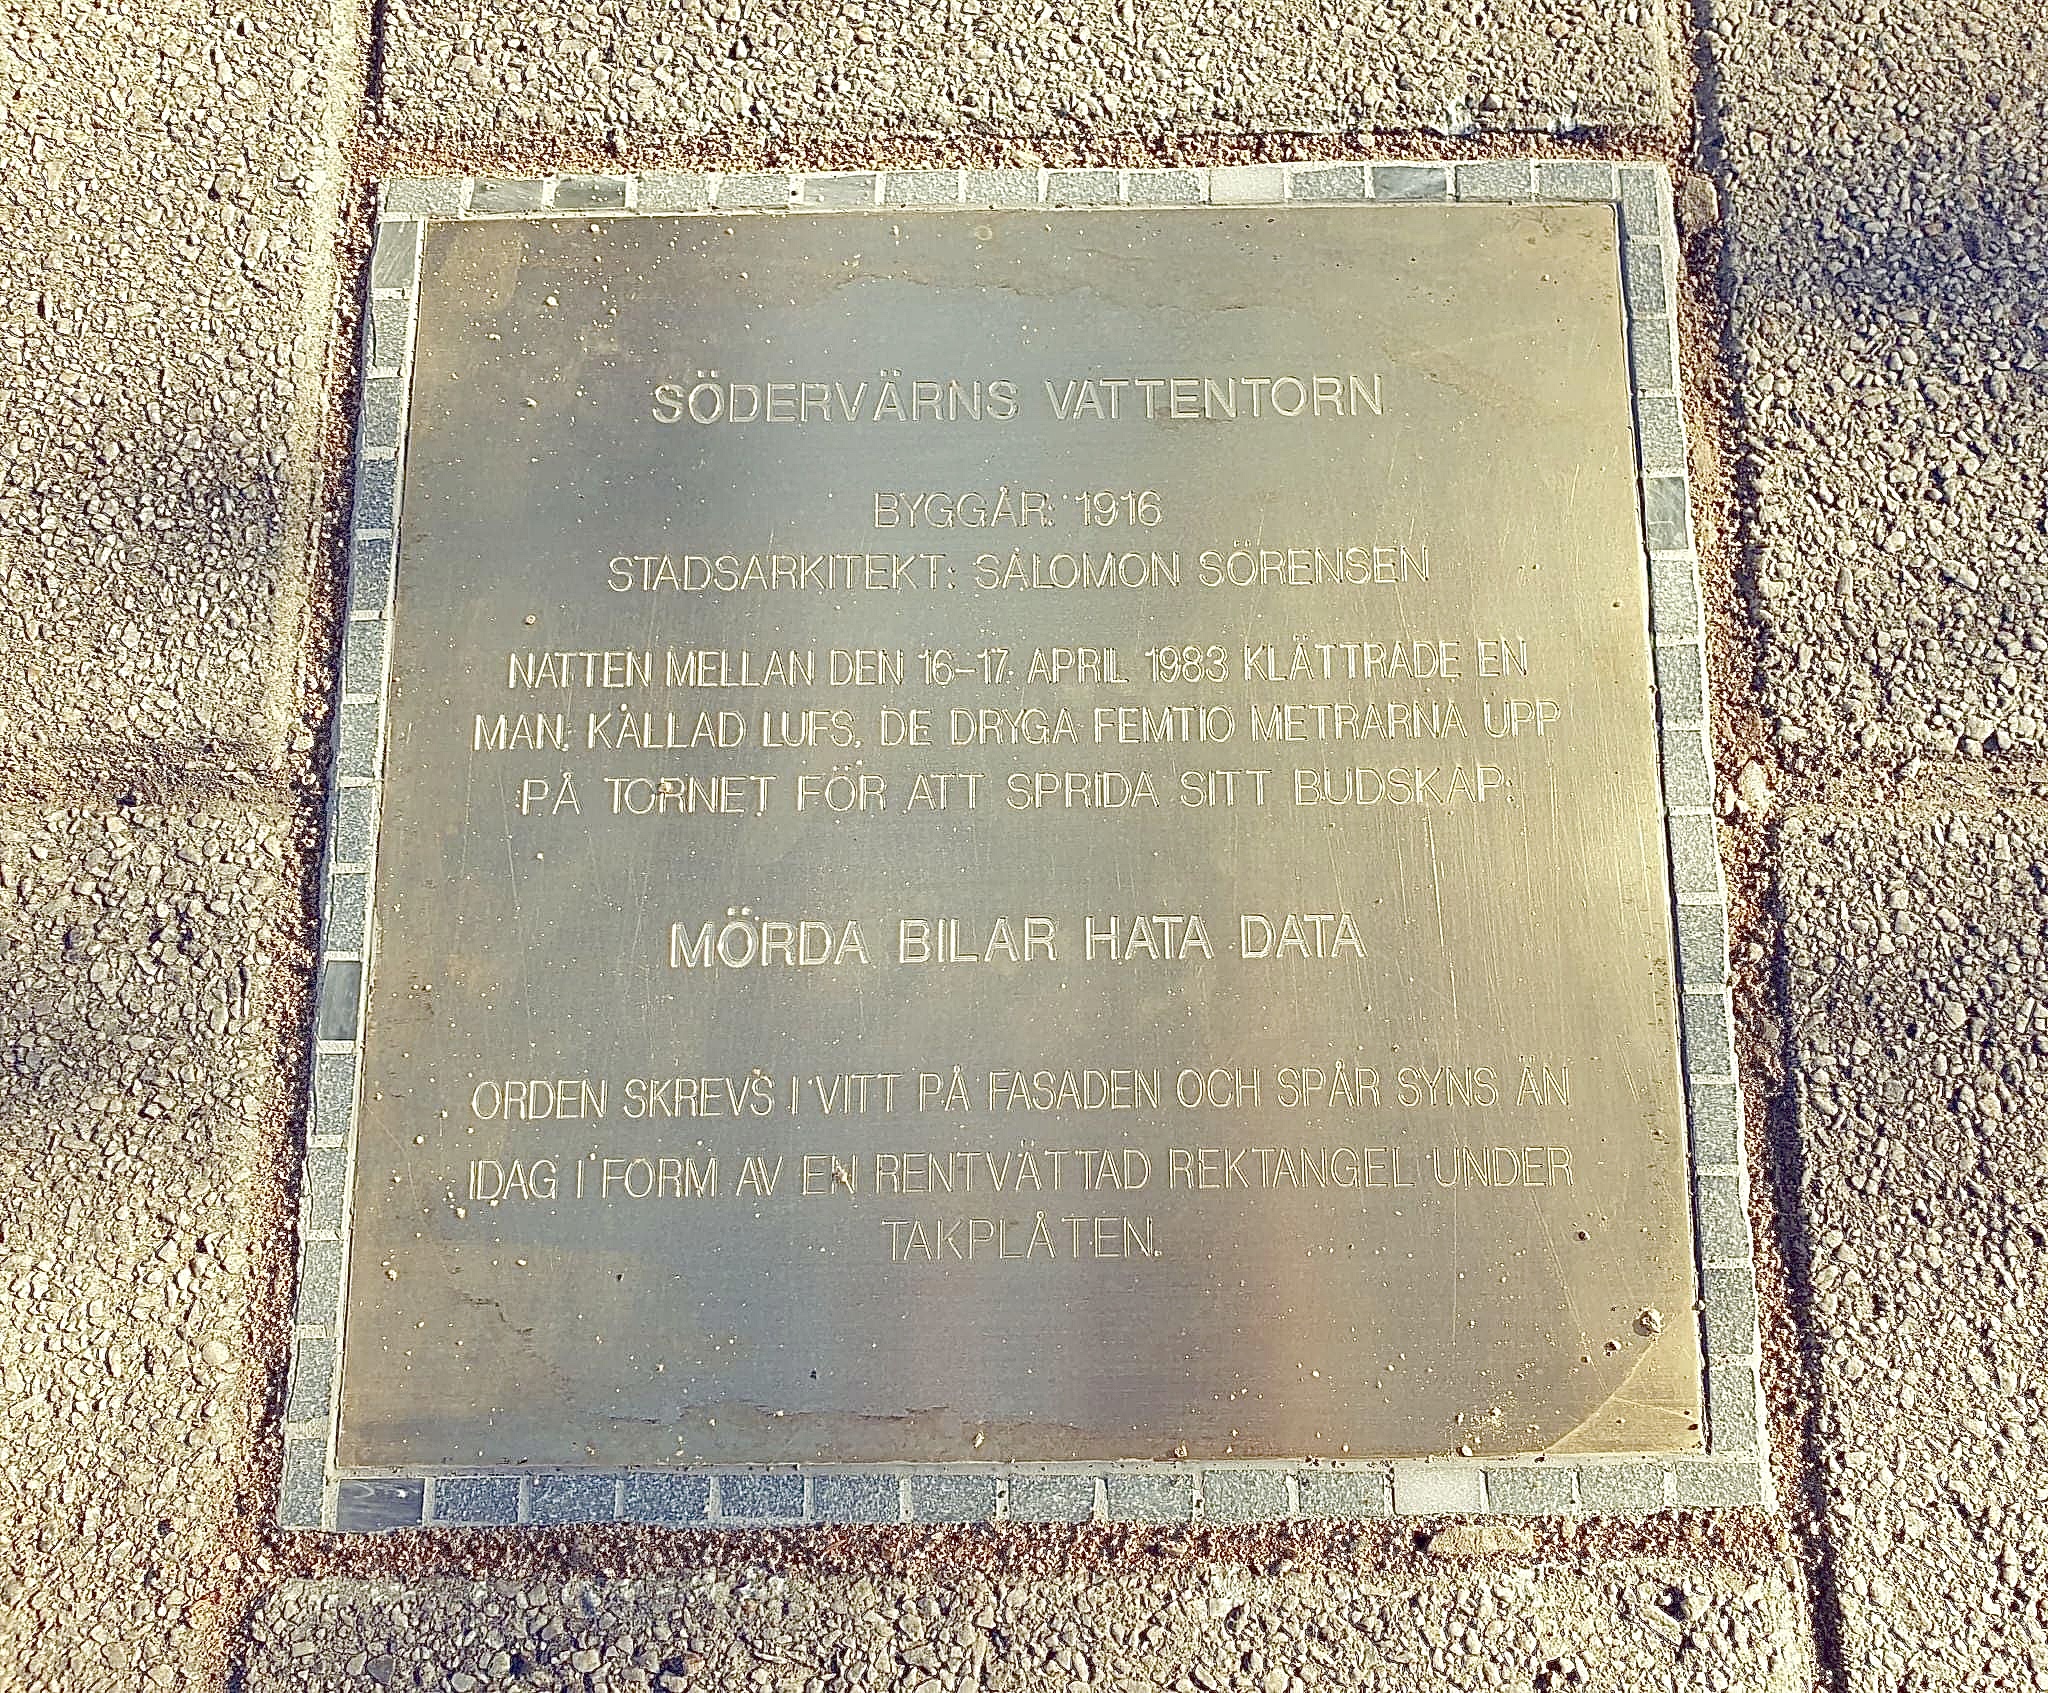 SÖDERVÄRNS VATTENTORN
BYGGÅR: 1916
STADSARKITEKT: SALOMON SÖRENSEN
NATTEN MELLAN DEN 16-17. APRIL 1983 KLÄTTRADE EN
MAN, KALLAD LUFS, DE DRYGA FEMTIO METRARNA UPP
PÅ TORNET FÖR ATT SPRIDA SITT BUDSKAP:
MÖRDA BILAR HATA DATA
ORDEN SKREVS I VITT PÅ FASADEN OCH SPÅR SYNS ÄN
IDAG I FORM AV EN RENTVÄTTAD REKTANGEL UNDER
TAKPLÅTEN.